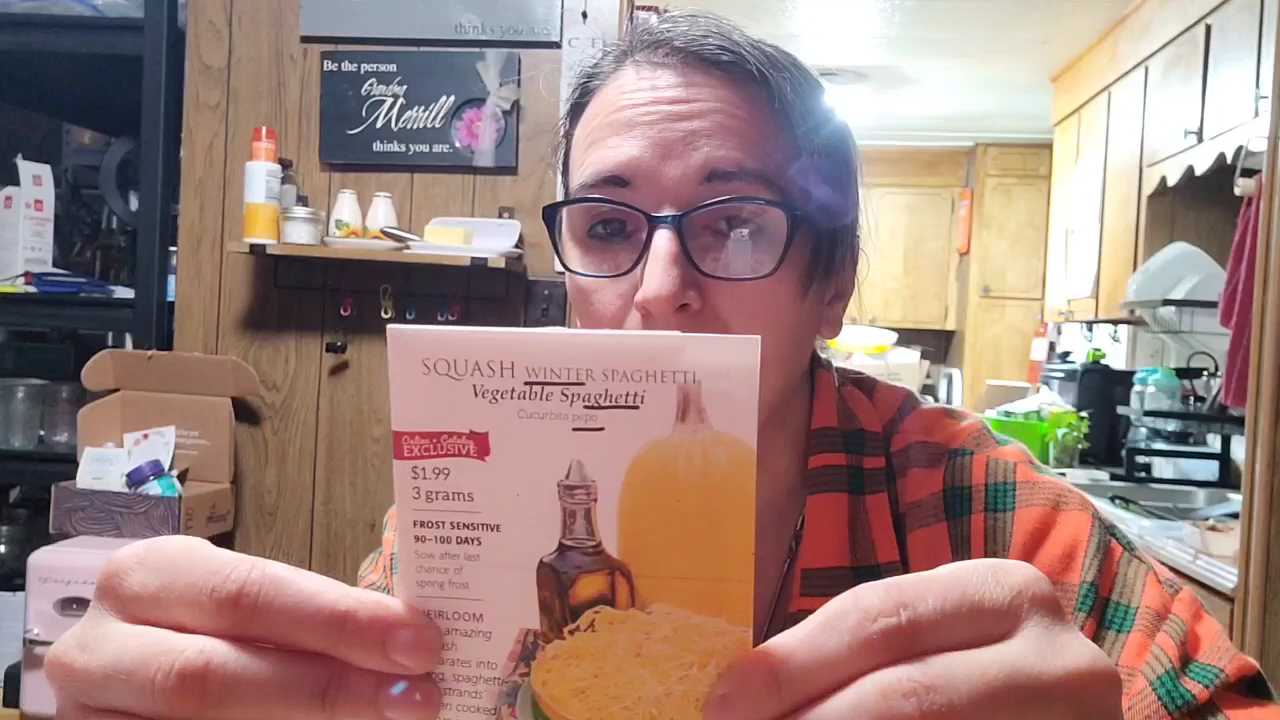 thinks you are.
Be the person
Grandma
Merrill
thinks you are.
SQUASH WINTER SPAGHETTI
Vegetable Spaghetti
Cucurbita pepo
Online • Catalog
EXCLUSIVE
$1.99
3 grams
FROST SENSITIVE
90–100 DAYS
Sow after last
chance of
spring frost
HEIRLOOM
amazing
arates into
spaghetti-
strands
cooked